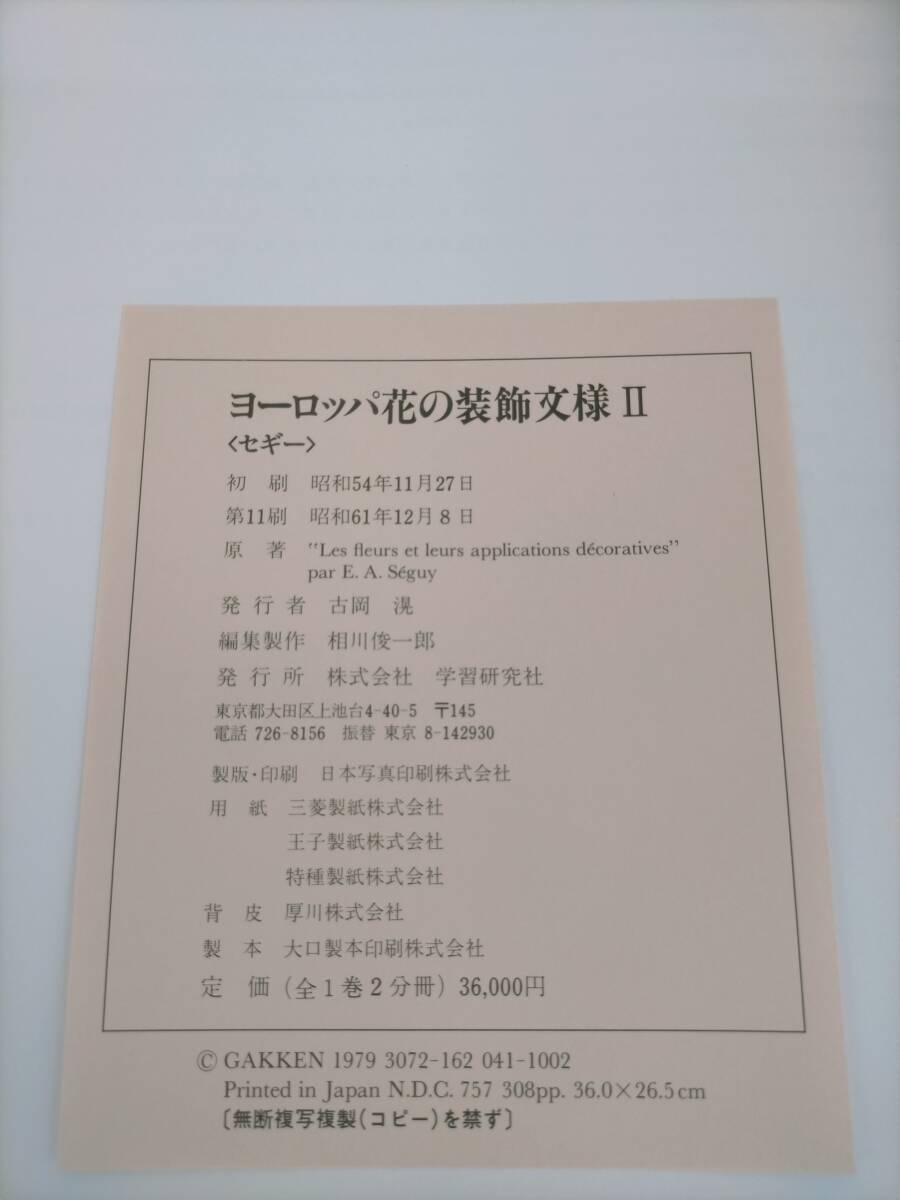 ヨーロッパ花の装飾文様 II
〈セギー〉
初　刷　昭和54年11月27日
第11刷　昭和61年12月 8 日
原　著　"Les fleurs et leurs applications décoratives"
par E. A. Séguy
発 行 者　古岡　滉
編集製作　相川俊一郎
発 行 所　株式会社　学習研究社
東京都大田区上池台4-40-5　〒145
電話 726-8156　振替 東京 8-142930
製版・印刷　日本写真印刷株式会社
用　紙　三菱製紙株式会社
王子製紙株式会社
特種製紙株式会社
背　皮　厚川株式会社
製　本　大口製本印刷株式会社
定　価（全 1 巻 2 分冊）36,000円
© GAKKEN 1979 3072-162 041-1002
Printed in Japan N.D.C. 757 308pp. 36.0×26.5cm
〔無断複写複製(コピー)を禁ず〕